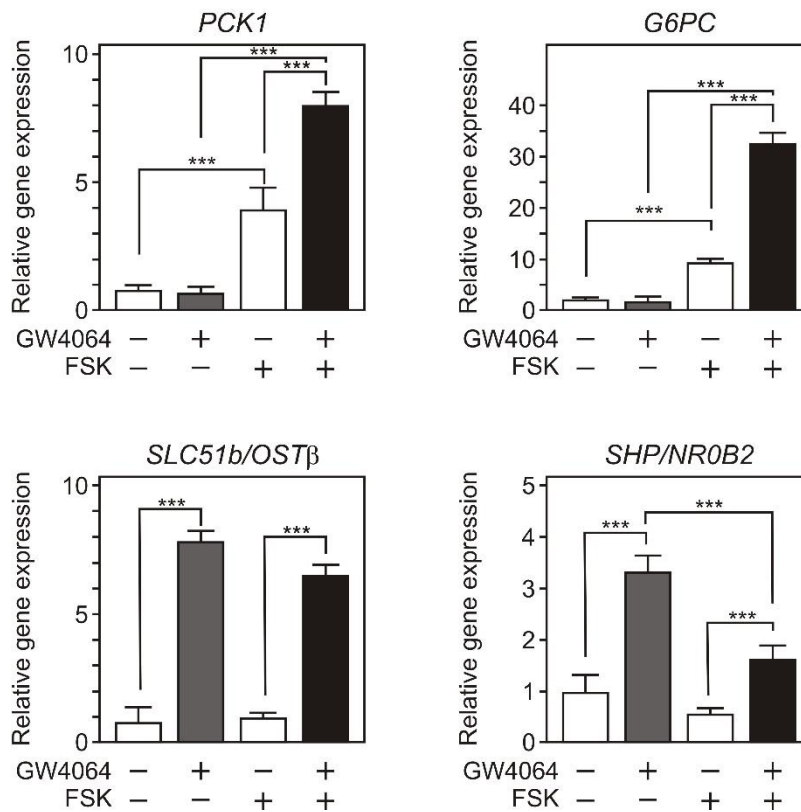 PCK1
Relative gene expression
10
5
0
*** 
***
***
GW4064 – + – +
FSK – – + +
G6PC
Relative gene expression
40
30
20
10
0
***
***
***
GW4064 – + – +
FSK – – + +
SLC51b/OSTβ
Relative gene expression
10
5
0
***
***
GW4064 – + – +
FSK – – + +
SHP/NR0B2
Relative gene expression
5
4
3
2
1
0
***
***
***
GW4064 – + – +
FSK – – + +